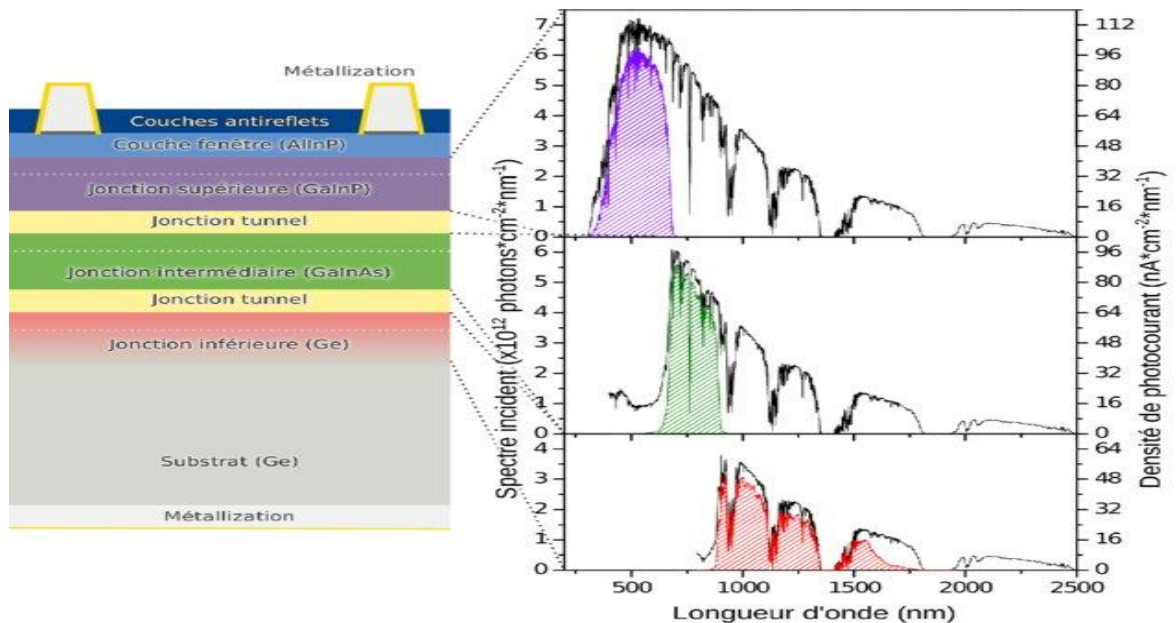 Métallization
Couches antireflets
Couche fenêtre (AlInP)
Jonction supérieure (GaInP)
Jonction tunnel
Jonction intermédiaire (GaInAs)
Jonction tunnel
Jonction inférieure (Ge)
Substrat (Ge)
Métallization
Spectre incident (x10¹² photons*cm⁻²*nm⁻¹)
7
6
5
4
3
2
1
0
112
96
80
64
48
32
16
0
6
5
4
3
2
1
0
96
80
64
48
32
16
0
4
3
2
1
0
64
48
32
16
0
Densité de photocourant (nA*cm⁻²*nm⁻¹)
500 1000 1500 2000 2500
Longueur d'onde (nm)